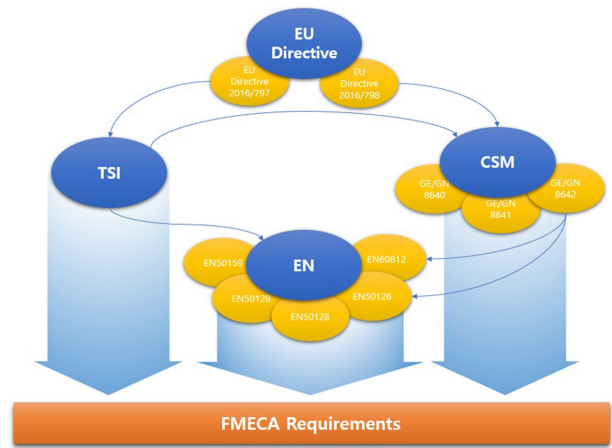 EU
Directive
EU
Directive
2016/797
EU
Directive
2016/798
TSI
CSM
GE/GN
8640
GE/GN
8641
GE/GN
8642
EN
EN50159
EN60812
EN50129
EN50126
EN50128
FMECA Requirements